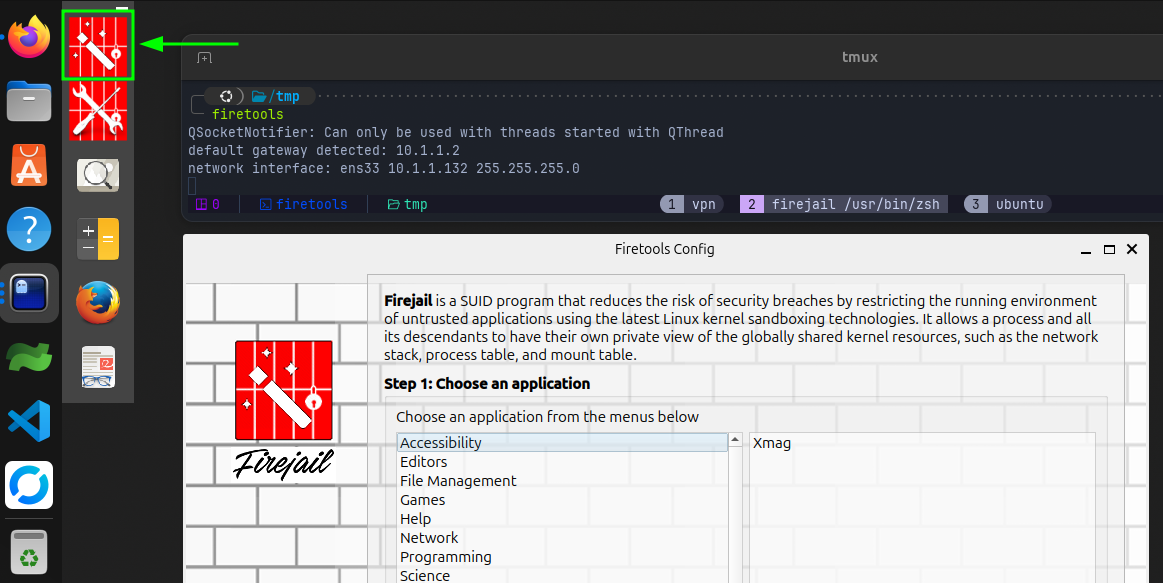 tmux
/tmp
firetools
QSocketNotifier: Can only be used with threads started with QThread
default gateway detected: 10.1.1.2
network interface: ens33 10.1.1.132 255.255.255.0
0 firetools tmp 1 vpn 2 firejail /usr/bin/zsh 3 ubuntu
Firetools Config
Firejail is a SUID program that reduces the risk of security breaches by restricting the running environment
of untrusted applications using the latest Linux kernel sandboxing technologies. It allows a process and all
its descendants to have their own private view of the globally shared kernel resources, such as the network
stack, process table, and mount table.
Firejail
Step 1: Choose an application
Choose an application from the menus below
Accessibility
Editors
File Management
Games
Help
Network
Programming
Science
Xmag